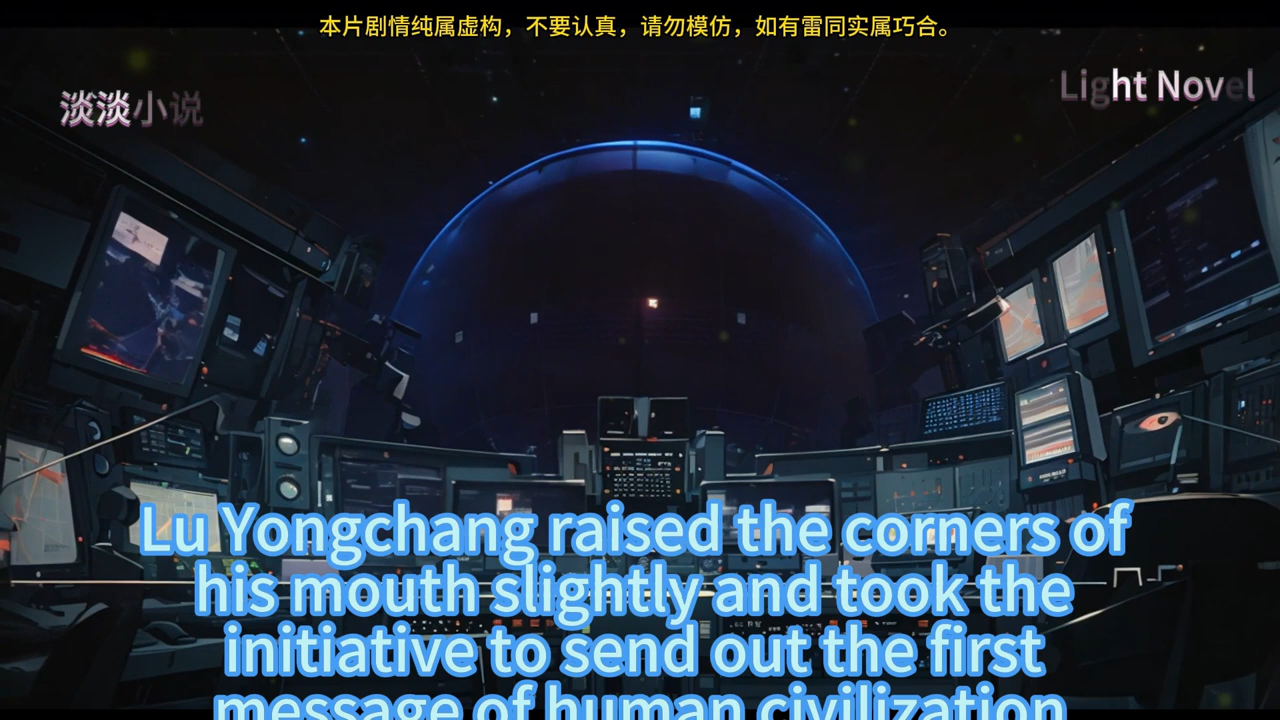 本片剧情纯属虚构，不要认真，请勿模仿，如有雷同实属巧合。
淡淡小说
Light Novel
Lu Yongchang raised the corners of
his mouth slightly and took the
initiative to send out the first
message of human civilization